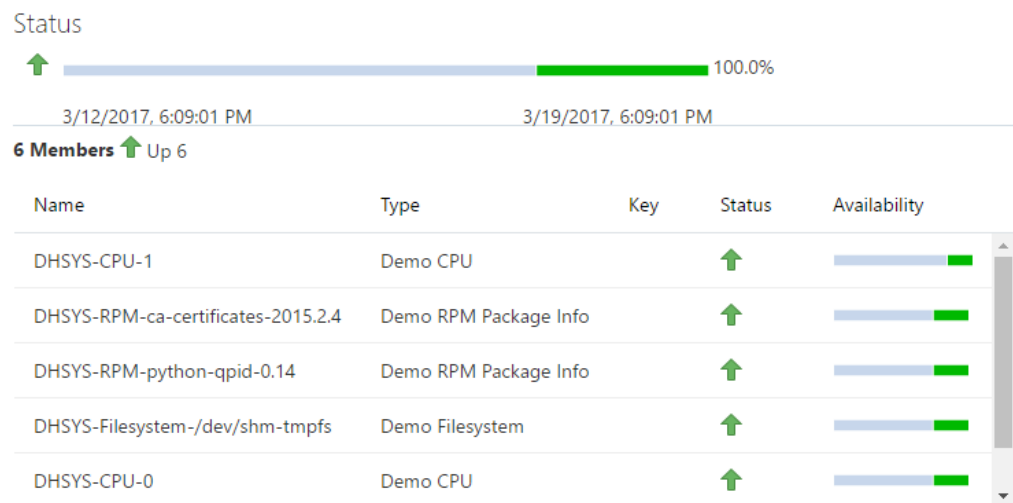 Status
100.0%
3/12/2017, 6:09:01 PM 3/19/2017, 6:09:01 PM
6 Members Up 6
Name Type Key Status Availability
DHSYS-CPU-1 Demo CPU
DHSYS-RPM-ca-certificates-2015.2.4 Demo RPM Package Info
DHSYS-RPM-python-qpid-0.14 Demo RPM Package Info
DHSYS-Filesystem-/dev/shm-tmpfs Demo Filesystem
DHSYS-CPU-0 Demo CPU